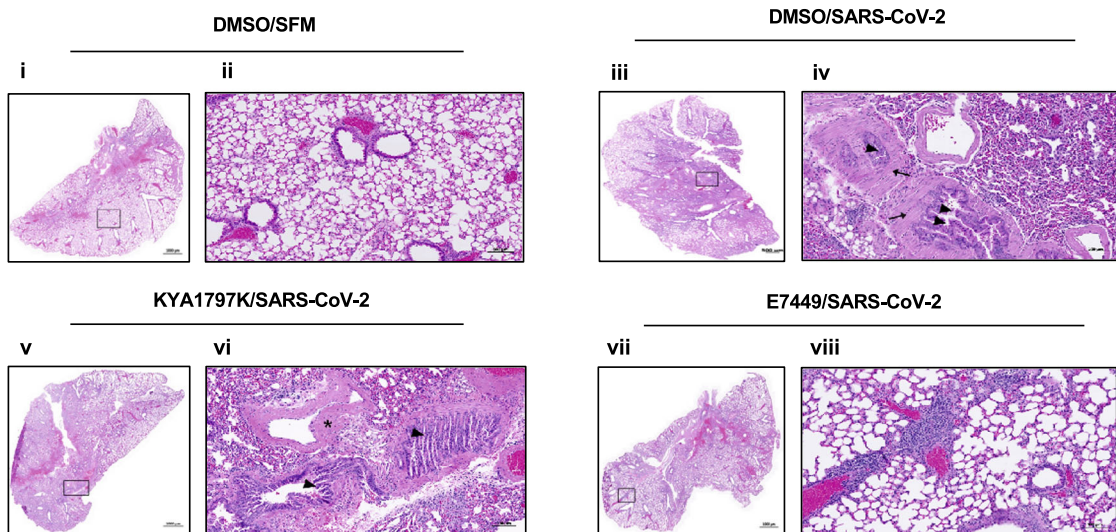 DMSO/SFM
DMSO/SARS-CoV-2
i
ii
iii
iv
KYA1797K/SARS-CoV-2
E7449/SARS-CoV-2
v
vi
*
vii
viii